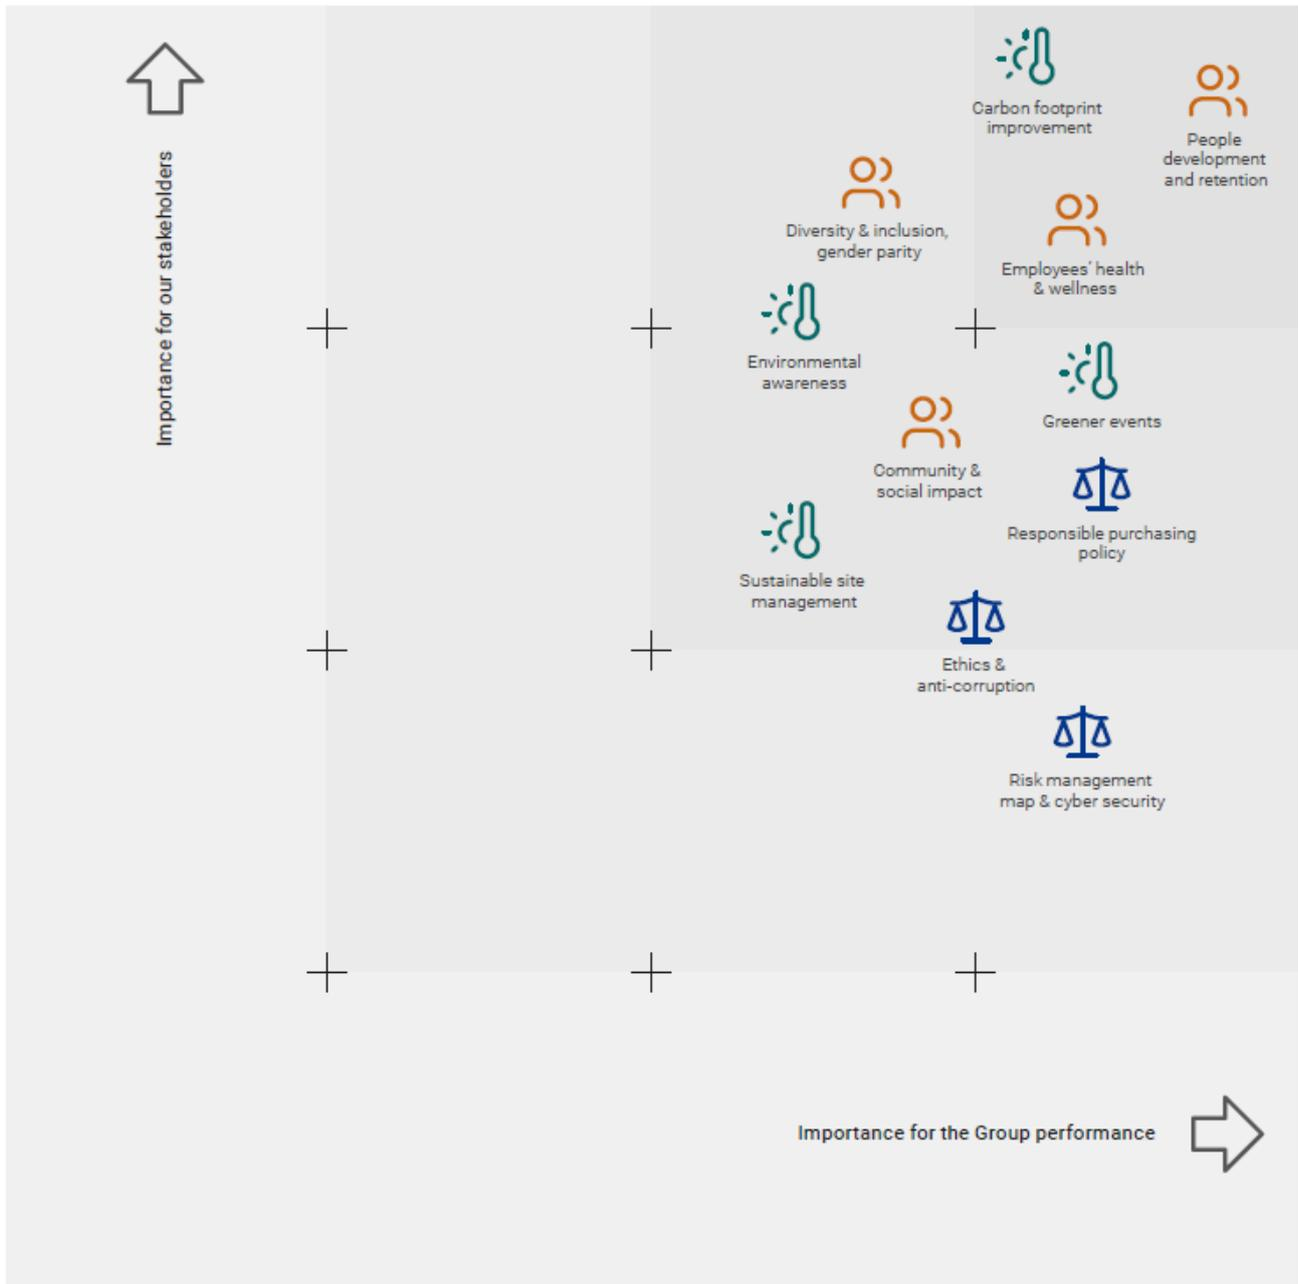 Importance for our stakeholders
Carbon footprint
improvement
People
development
and retention
Diversity & inclusion,
gender parity
Employees' health
& wellness
Environmental
awareness
Greener events
Community &
social impact
Responsible purchasing
policy
Sustainable site
management
Ethics &
anti-corruption
Risk management
map & cyber security
Importance for the Group performance